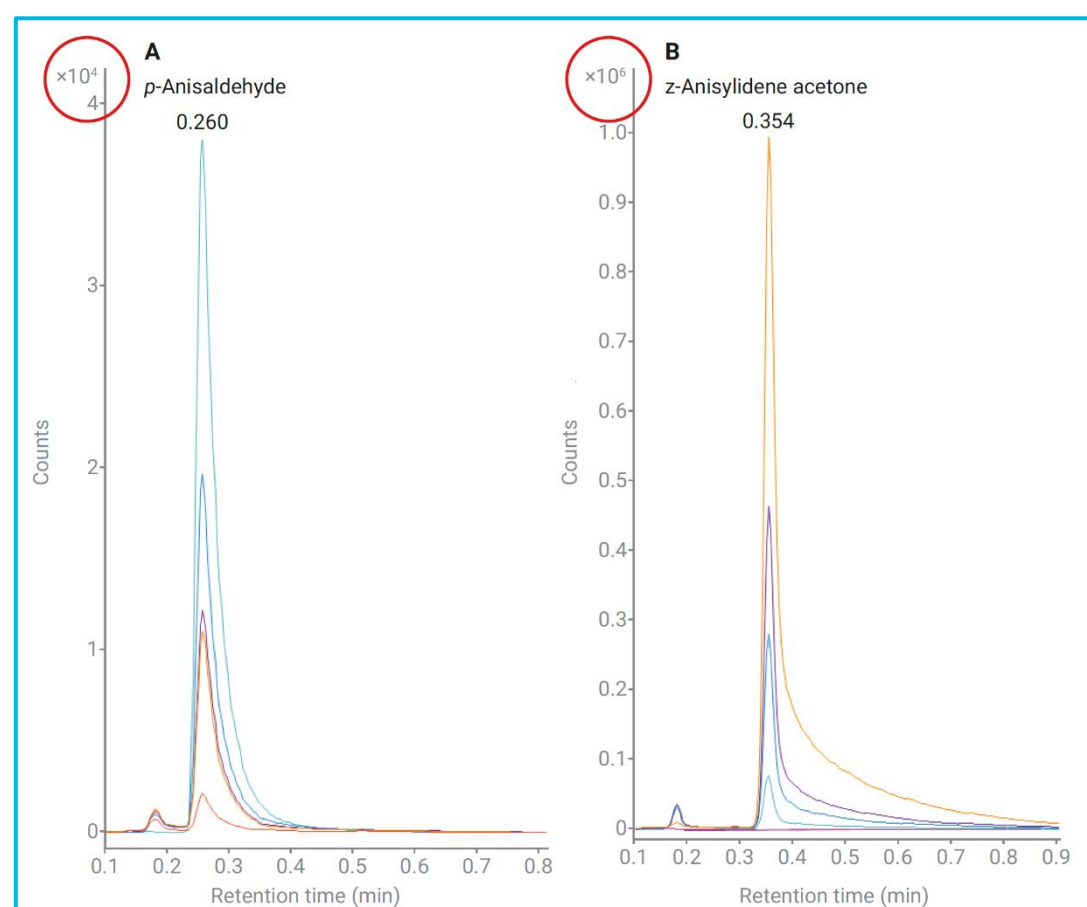 A
p-Anisaldehyde
×10⁴
0.260
4
3
2
1
0
Counts
0.1 0.2 0.3 0.4 0.5 0.6 0.7 0.8
Retention time (min)
B
z-Anisylidene acetone
×10⁶
0.354
1.0
0.9
0.8
0.7
0.6
0.5
0.4
0.3
0.2
0.1
0
Counts
0.1 0.2 0.3 0.4 0.5 0.6 0.7 0.8 0.9
Retention time (min)